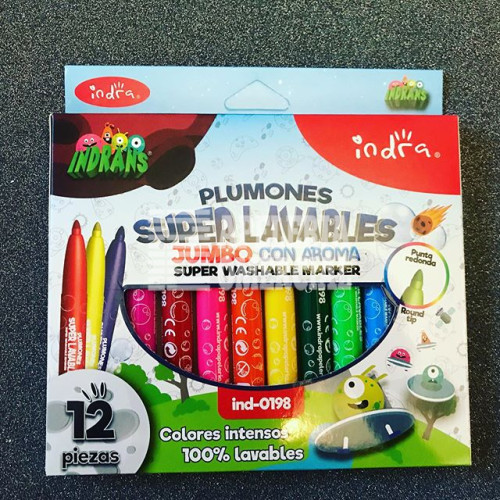 indra®
INDRANS
indra®
PLUMONES
SUPER LAVABLES
JUMBO CON AROMA
SUPER WASHABLE MARKER
Punta
redonda
Round
tip
ind-0198
12
piezas
Colores intensos
100% lavables